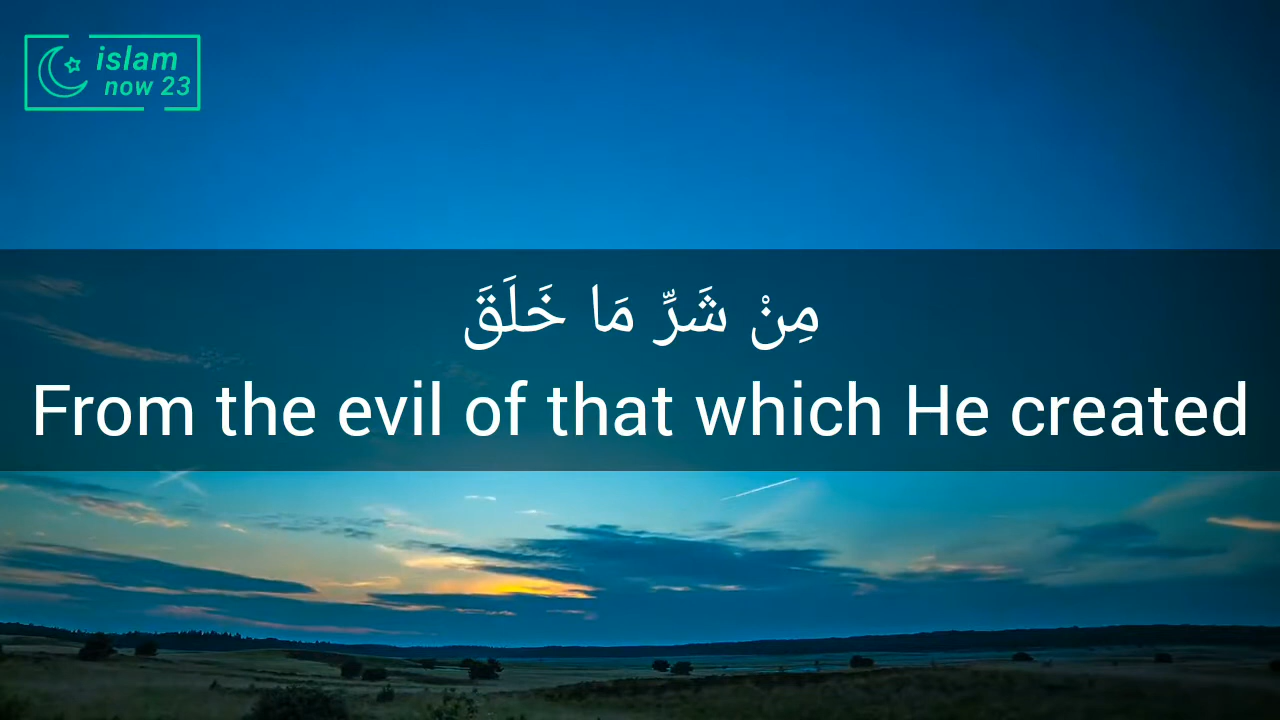 islam
now 23
مِنْ شَرِّ مَا خَلَقَ
From the evil of that which He created